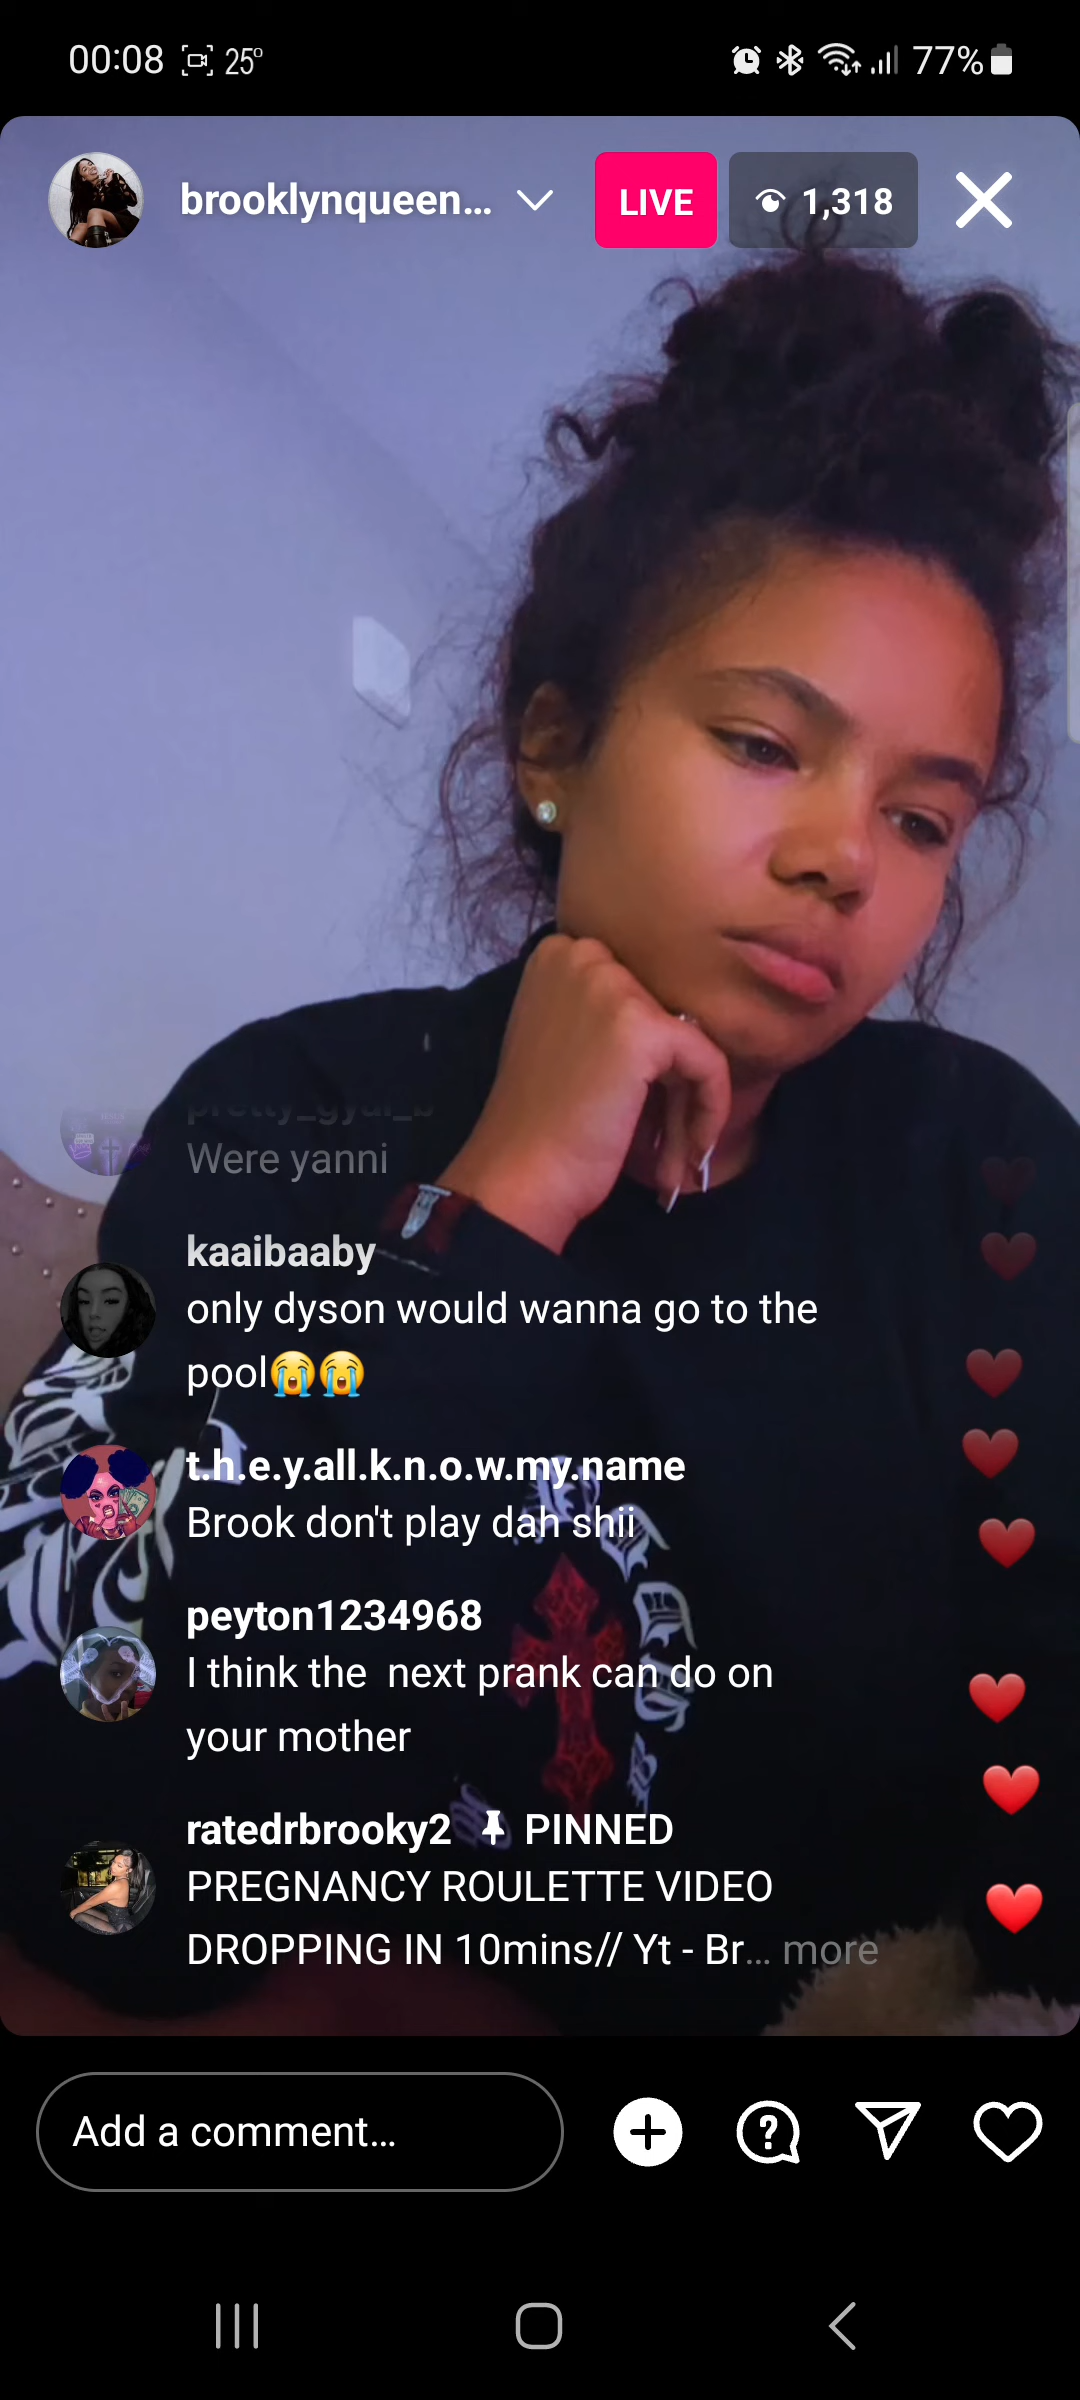 00:08 25°
77%
brooklynqueen...
LIVE
1,318
pretty_gyal_b
Were yanni
kaaibaaby
only dyson would wanna go to the
pool😭😭
t.h.e.y.all.k.n.o.w.my.name
Brook don't play dah shii
peyton1234968
I think the  next prank can do on
your mother
ratedrbrooky2 PINNED
PREGNANCY ROULETTE VIDEO
DROPPING IN 10mins// Yt - Br... more
Add a comment...